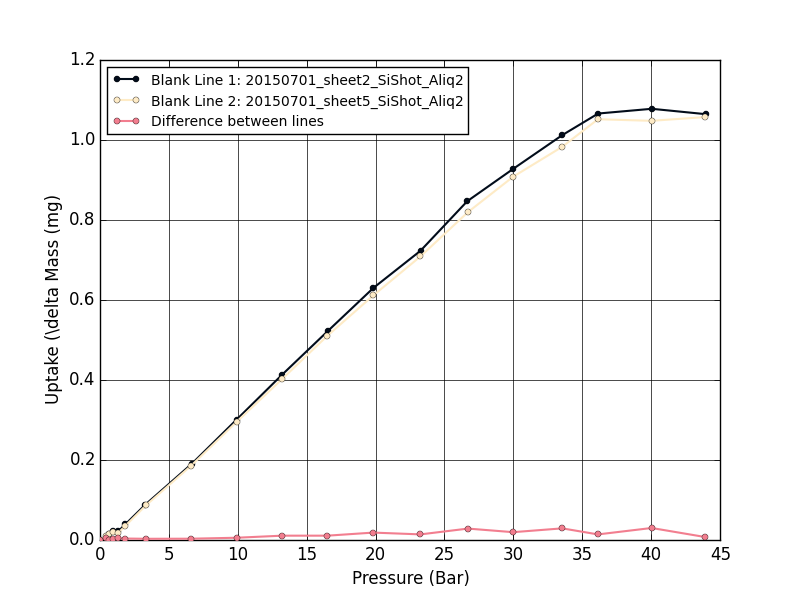 1.2
1.0
0.8
0.6
0.4
0.2
0.0
Uptake (\delta Mass (mg)
Blank Line 1: 20150701_sheet2_SiShot_Aliq2
Blank Line 2: 20150701_sheet5_SiShot_Aliq2
Difference between lines
0 5 10 15 20 25 30 35 40 45
Pressure (Bar)